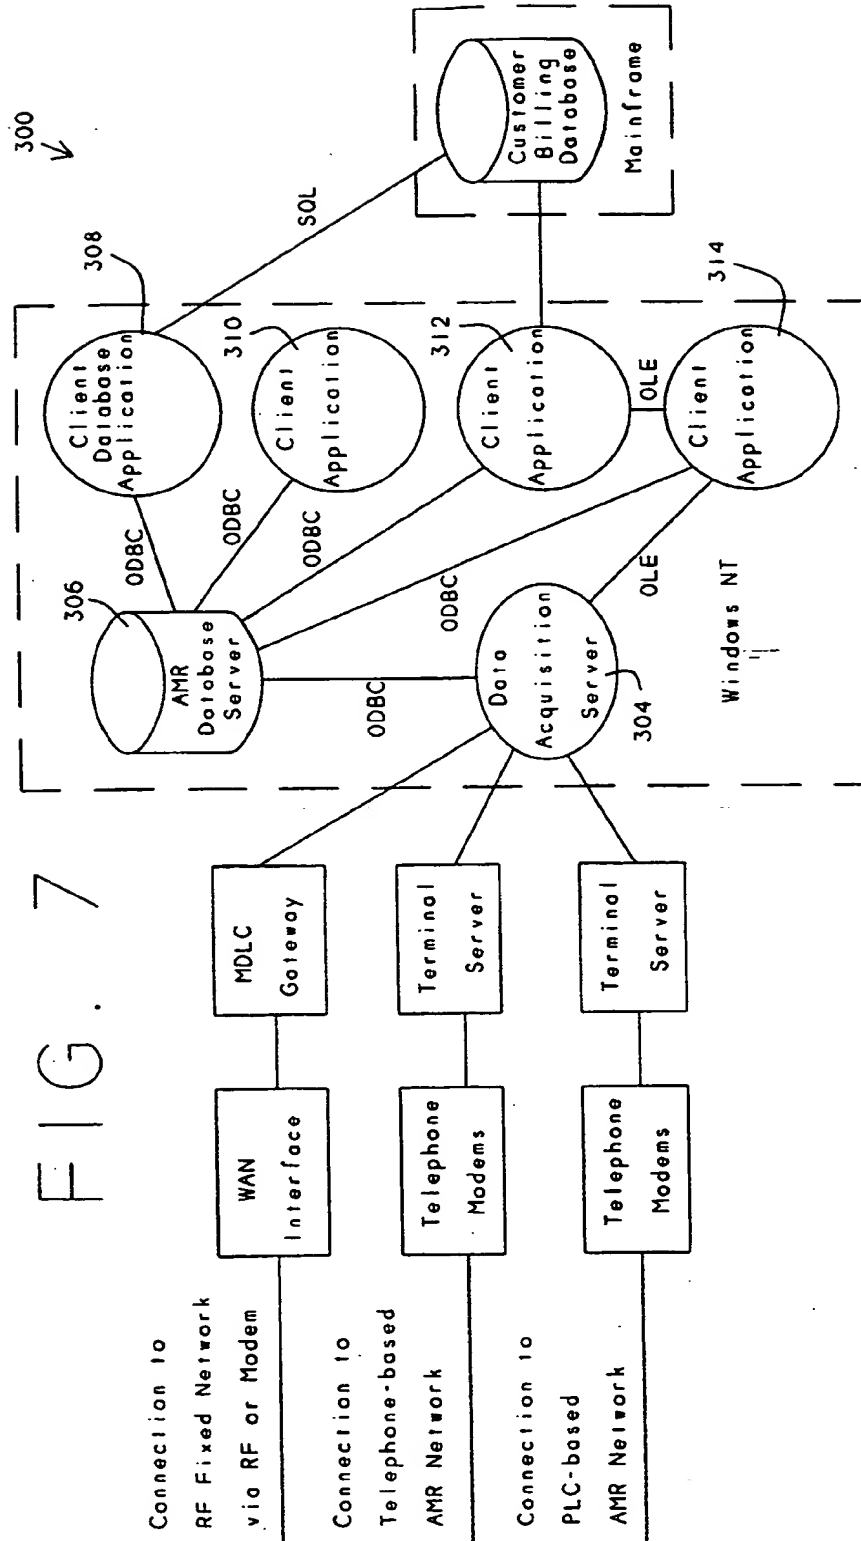 FIG. 7
300
Connection to
RF Fixed Network
via RF or Modem
WAN
Interface
MDLC
Gateway
Connection to
Telephone-based
AMR Network
Telephone
Modems
Terminal
Server
Connection to
PLC-based
AMR Network
Telephone
Modems
Terminal
Server
306
AMR
Database
Server
ODBC
ODBC
ODBC
ODBC
ODBC
Data
Acquisition
Server
304
OLE
Windows NT
Client
Database
Application
308
Client
Application
310
Client
Application
312
OLE
Client
Application
314
SQL
Customer
Billing
Database
Mainframe